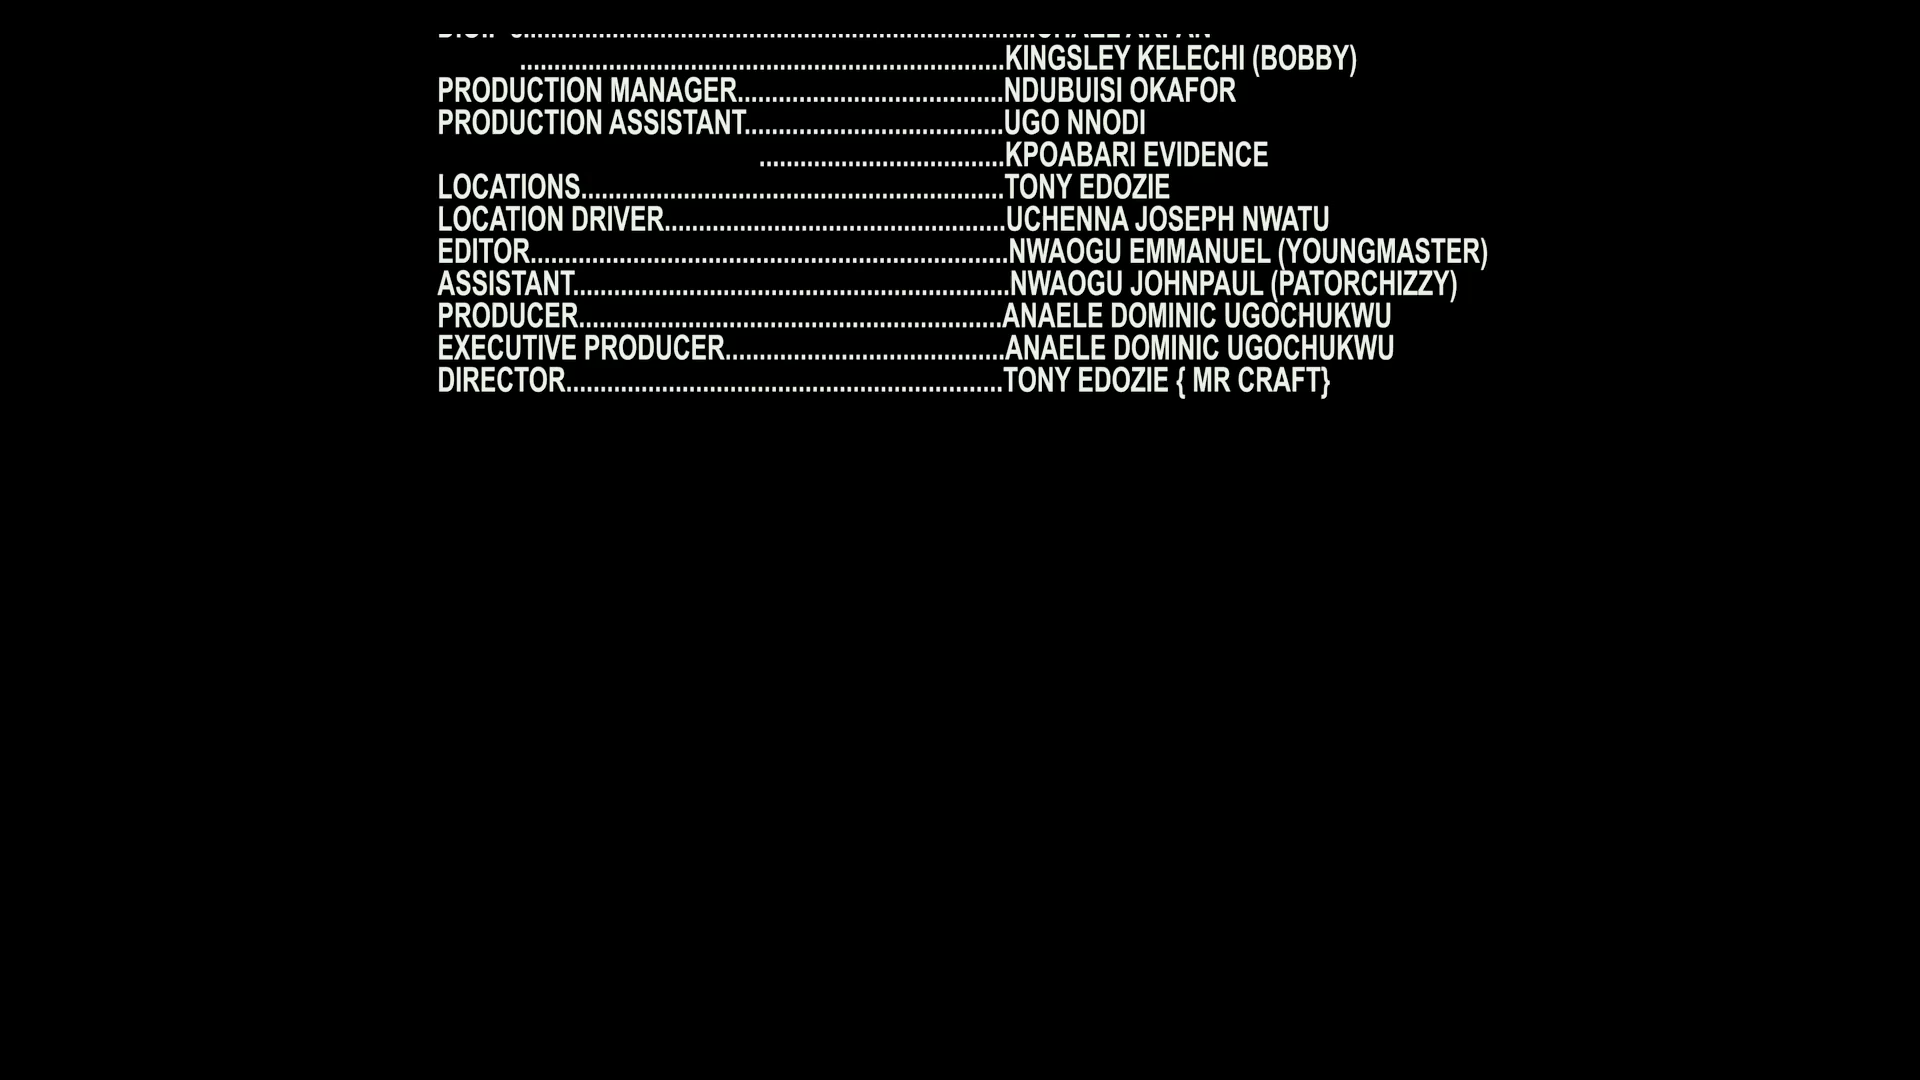 .......................................................................KINGSLEY KELECHI (BOBBY)
PRODUCTION MANAGER.......................................NDUBUISI OKAFOR
PRODUCTION ASSISTANT......................................UGO NNODI
....................................KPOABARI EVIDENCE
LOCATIONS..............................................................TONY EDOZIE
LOCATION DRIVER..................................................UCHENNA JOSEPH NWATU
EDITOR......................................................................NWAOGU EMMANUEL (YOUNGMASTER)
ASSISTANT................................................................NWAOGU JOHNPAUL (PATORCHIZZY)
PRODUCER..............................................................ANAELE DOMINIC UGOCHUKWU
EXECUTIVE PRODUCER.........................................ANAELE DOMINIC UGOCHUKWU
DIRECTOR................................................................TONY EDOZIE { MR CRAFT}